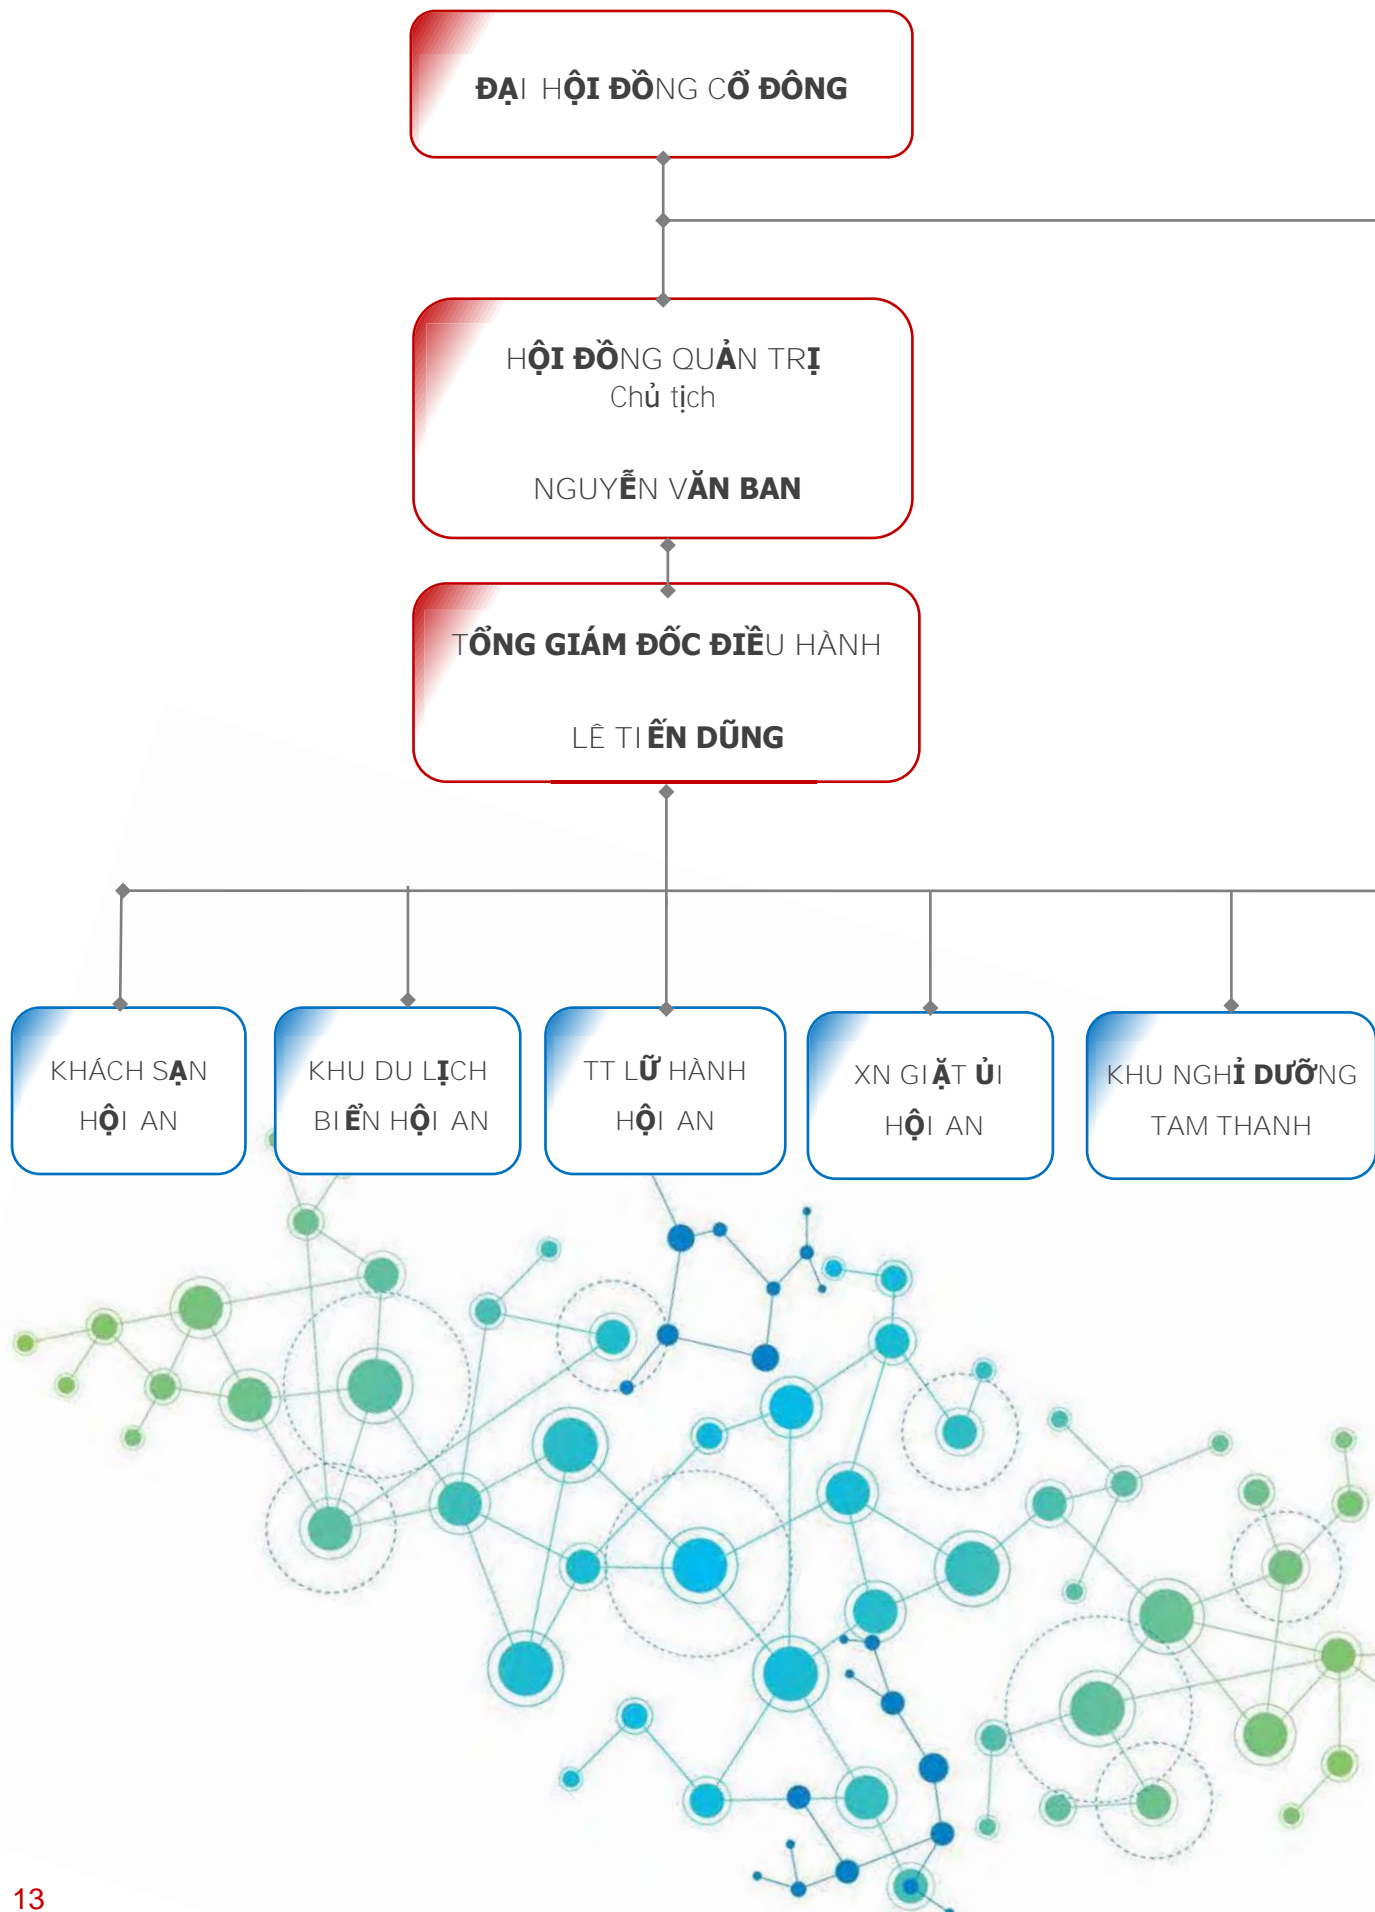 ĐẠI HỘI ĐỒNG CỔ ĐÔNG
HỘI ĐỒNG QUẢN TRỊ
Chủ tịch
NGUYỄN VĂN BAN
TỔNG GIÁM ĐỐC ĐIỀU HÀNH
LÊ TIẾN DŨNG
KHÁCH SẠN
HỘI AN
KHU DU LỊCH
BIỂN HỘI AN
TT LỮ HÀNH
HỘI AN
XN GIẶT ỦI
HỘI AN
KHU NGHỈ DƯỠNG
TAM THANH
13